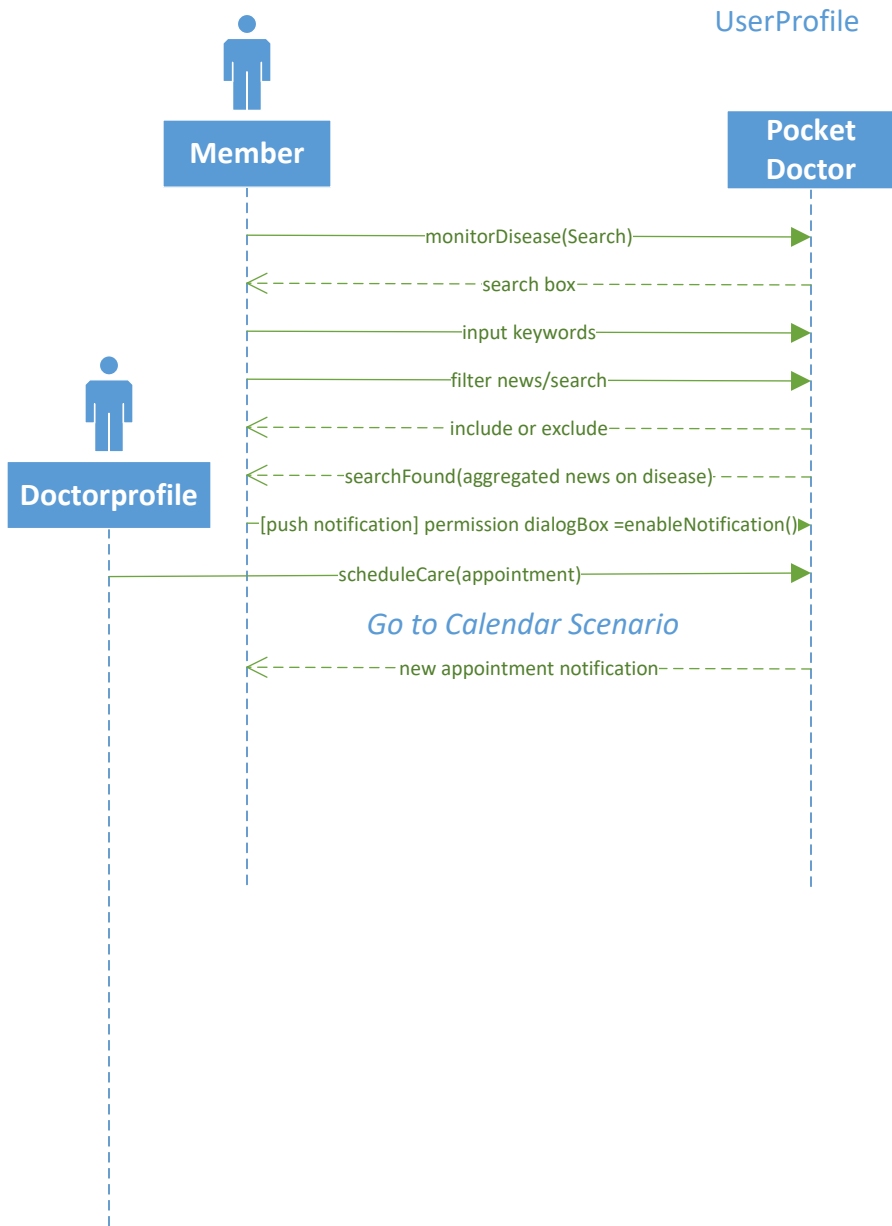 UserProfile
Member
Pocket
Doctor
monitorDisease(Search)
search box
input keywords
filter news/search
include or exclude
Doctorprofile
searchFound(aggregated news on disease)
[push notification] permission dialogBox =enableNotification()
scheduleCare(appointment)
Go to Calendar Scenario
new appointment notification